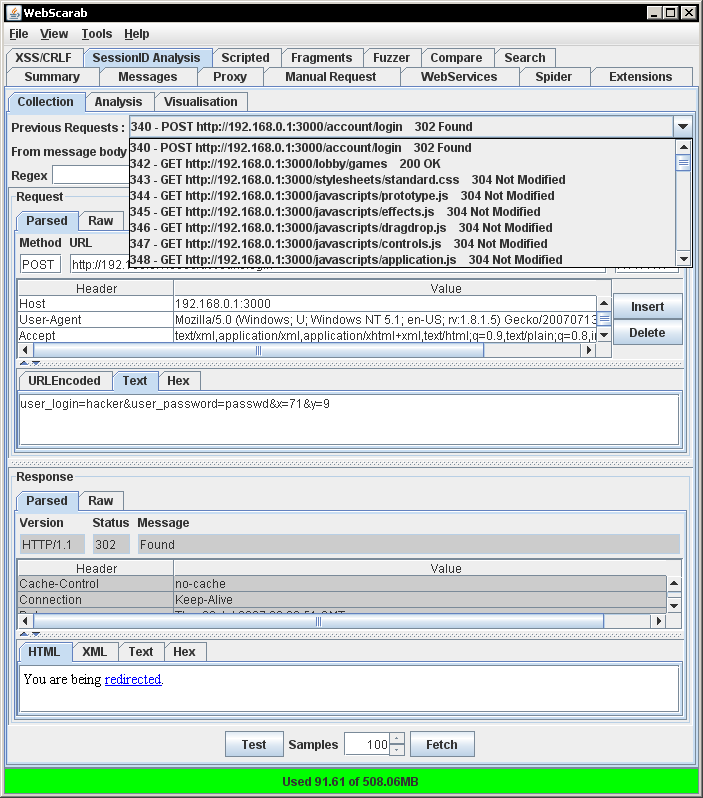 WebScarab
File View Tools Help
XSS/CRLF SessionID Analysis Scripted Fragments Fuzzer Compare Search
Summary Messages Proxy Manual Request WebServices Spider Extensions
Collection Analysis Visualisation
Previous Requests : 340 - POST http://192.168.0.1:3000/account/login 302 Found
340 - POST http://192.168.0.1:3000/account/login 302 Found
From message body
342 - GET http://192.168.0.1:3000/lobby/games 200 OK
Regex
343 - GET http://192.168.0.1:3000/stylesheets/standard.css 304 Not Modified
Request
344 - GET http://192.168.0.1:3000/javascripts/prototype.js 304 Not Modified
345 - GET http://192.168.0.1:3000/javascripts/effects.js 304 Not Modified
Parsed Raw
346 - GET http://192.168.0.1:3000/javascripts/dragdrop.js 304 Not Modified
Method URL
347 - GET http://192.168.0.1:3000/javascripts/controls.js 304 Not Modified
348 - GET http://192.168.0.1:3000/javascripts/application.js 304 Not Modified
POST
Header Value
Host 192.168.0.1:3000
User-Agent Mozilla/5.0 (Windows; U; Windows NT 5.1; en-US; rv:1.8.1.5) Gecko/20070713
Accept text/xml,application/xml,application/xhtml+xml,text/html;q=0.9,text/plain;q=0.8,i
Insert
Delete
URLEncoded Text Hex
user_login=hacker&user_password=passwd&x=71&y=9
Response
Parsed Raw
Version Status Message
HTTP/1.1 302 Found
Header Value
Cache-Control no-cache
Connection Keep-Alive
HTML XML Text Hex
You are being redirected.
Test Samples 100 Fetch
Used 91.61 of 508.06MB